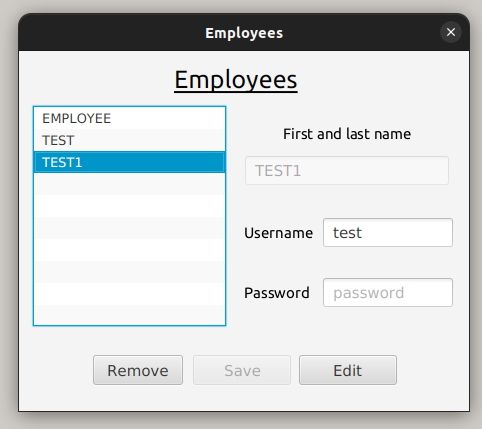 Employees
Employees
EMPLOYEE
TEST
TEST1
First and last name
TEST1
Username test
Password password
Remove Save Edit